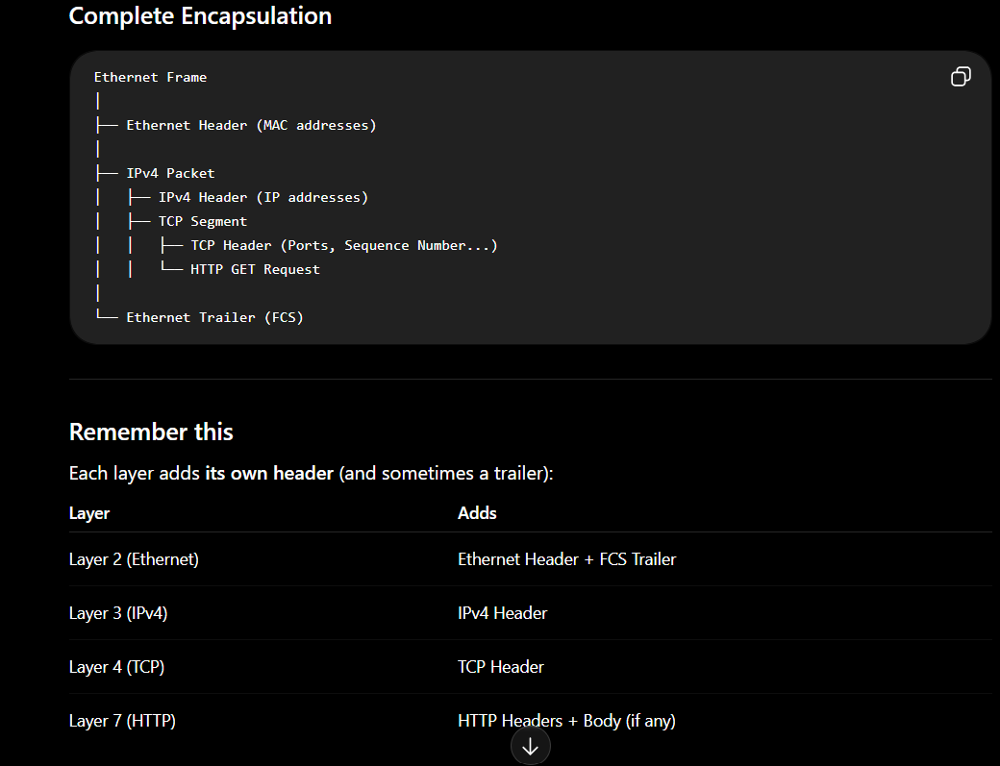 Complete Encapsulation
Ethernet Frame
│
├── Ethernet Header (MAC addresses)
│
├── IPv4 Packet
│   ├── IPv4 Header (IP addresses)
│   ├── TCP Segment
│   │   ├── TCP Header (Ports, Sequence Number...)
│   │   └── HTTP GET Request
│
└── Ethernet Trailer (FCS)
Remember this
Each layer adds its own header (and sometimes a trailer):
Layer Adds
Layer 2 (Ethernet) Ethernet Header + FCS Trailer
Layer 3 (IPv4) IPv4 Header
Layer 4 (TCP) TCP Header
Layer 7 (HTTP) HTTP Headers + Body (if any)